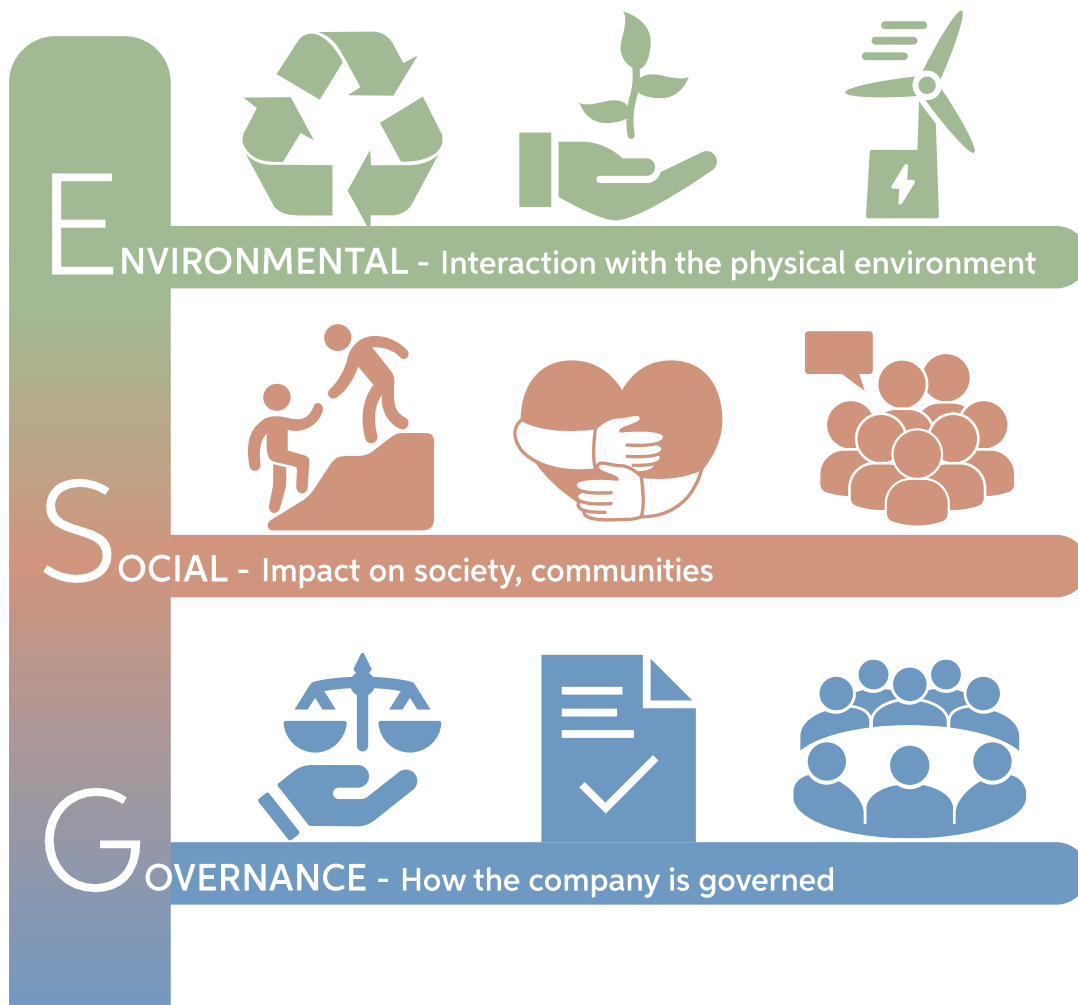 ENVIRONMENTAL - Interaction with the physical environment
SOCIAL - Impact on society, communities
GOVERNANCE - How the company is governed